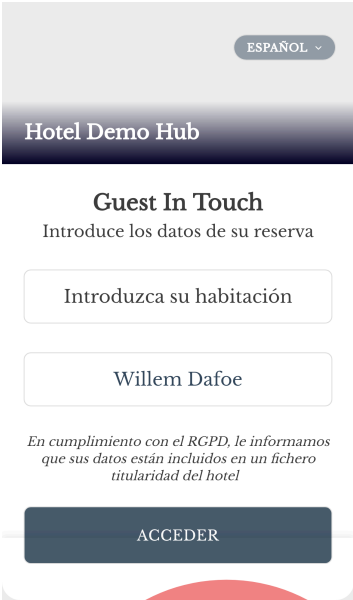 ESPAÑOL
Hotel Demo Hub
Guest In Touch
Introduce los datos de su reserva
Introduzca su habitación
Willem Dafoe
En cumplimiento con el RGPD, le informamos
que sus datos están incluidos en un fichero
titularidad del hotel
ACCEDER